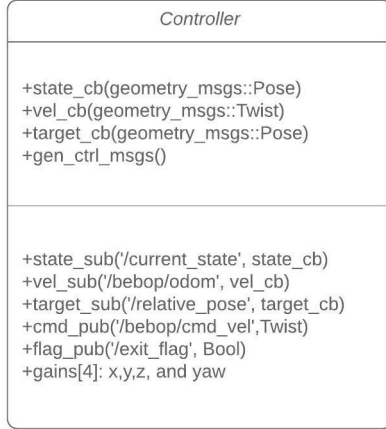 Controller
+state_cb(geometry_msgs::Pose)
+vel_cb(geometry_msgs::Twist)
+target_cb(geometry_msgs::Pose)
+gen_ctrl_msgs()
+state_sub('/current_state', state_cb)
+vel_sub('/bebop/odom', vel_cb)
+target_sub('/relative_pose', target_cb)
+cmd_pub('/bebop/cmd_vel',Twist)
+flag_pub('/exit_flag', Bool)
+gains[4]: x,y,z, and yaw